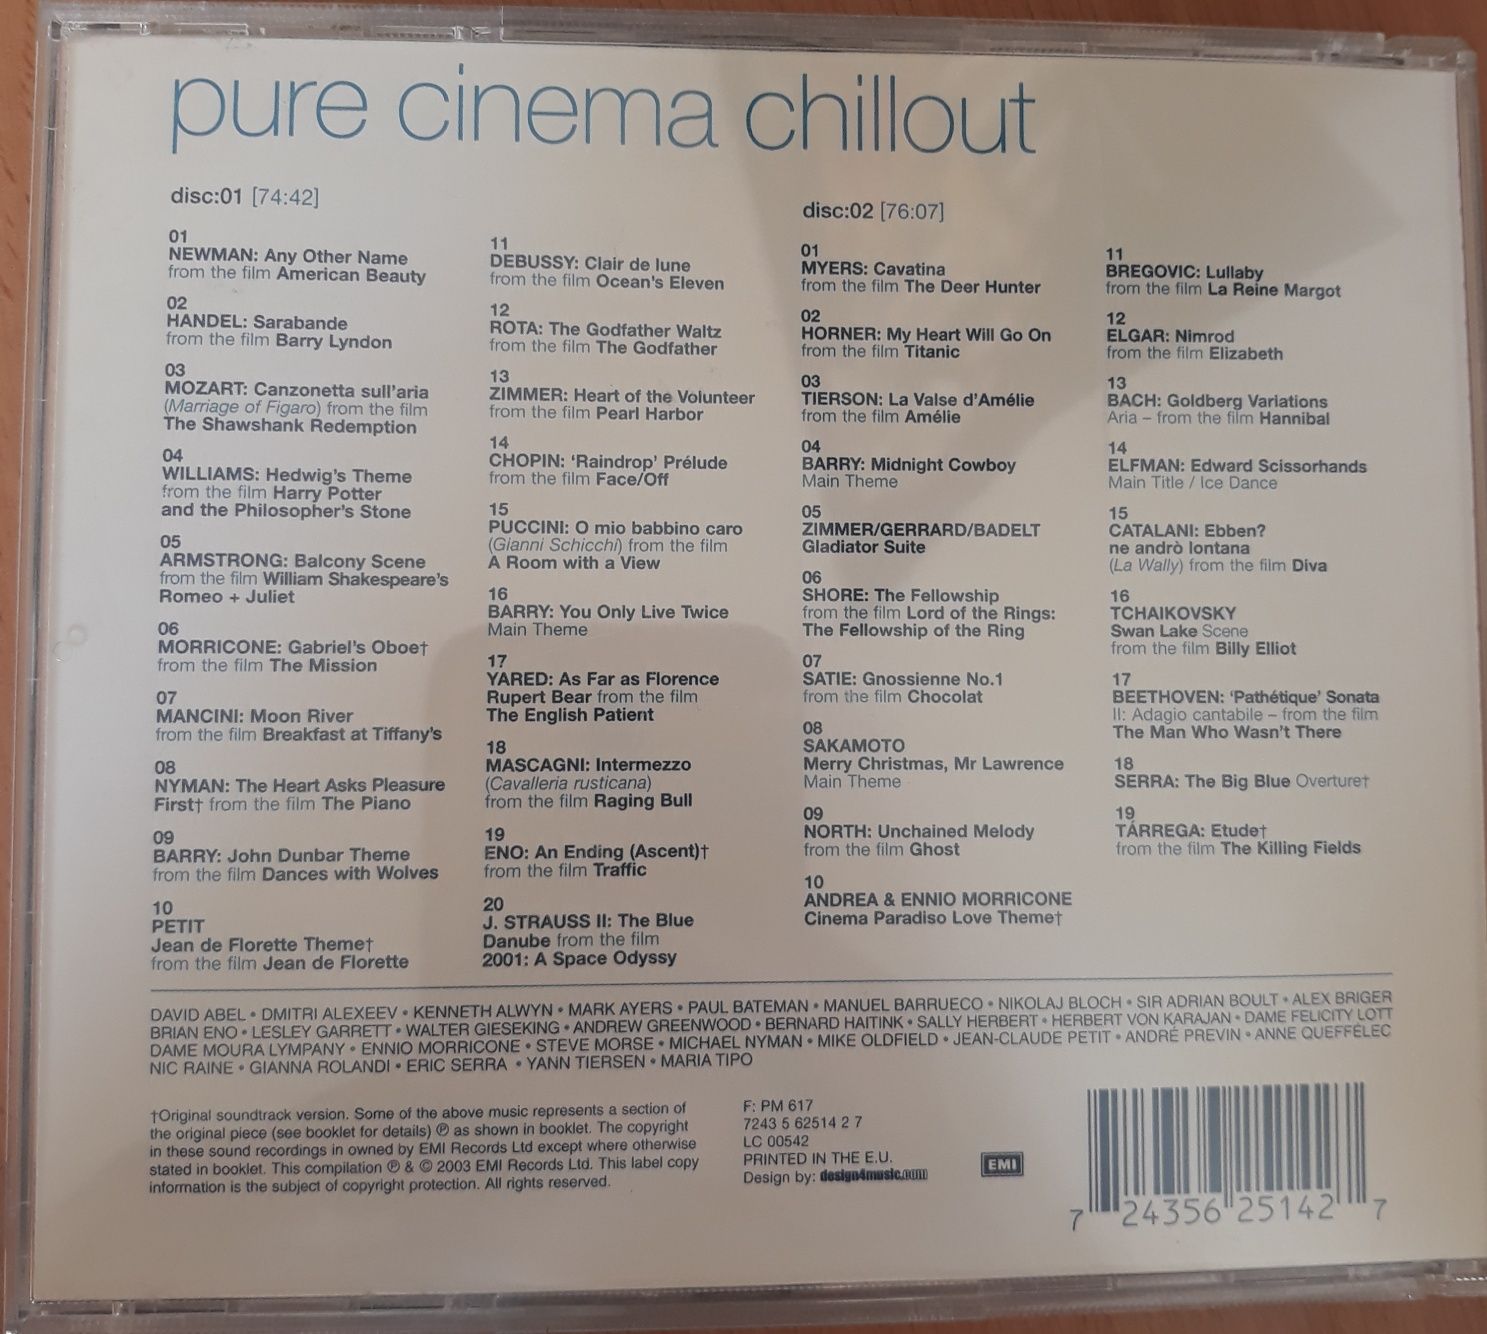 pure cinema chillout
disc:01 [74:42]
01
NEWMAN: Any Other Name
from the film American Beauty
02
HANDEL: Sarabande
from the film Barry Lyndon
03
MOZART: Canzonetta sull'aria
(Marriage of Figaro) from the film
The Shawshank Redemption
04
WILLIAMS: Hedwig's Theme
from the film Harry Potter
and the Philosopher's Stone
05
ARMSTRONG: Balcony Scene
from the film William Shakespeare's
Romeo + Juliet
06
MORRICONE: Gabriel's Oboe†
from the film The Mission
07
MANCINI: Moon River
from the film Breakfast at Tiffany's
08
NYMAN: The Heart Asks Pleasure
First† from the film The Piano
09
BARRY: John Dunbar Theme
from the film Dances with Wolves
10
PETIT
Jean de Florette Theme†
from the film Jean de Florette
11
DEBUSSY: Clair de lune
from the film Ocean's Eleven
12
ROTA: The Godfather Waltz
from the film The Godfather
13
ZIMMER: Heart of the Volunteer
from the film Pearl Harbor
14
CHOPIN: 'Raindrop' Prélude
from the film Face/Off
15
PUCCINI: O mio babbino caro
(Gianni Schicchi) from the film
A Room with a View
16
BARRY: You Only Live Twice
Main Theme
17
YARED: As Far as Florence
Rupert Bear from the film
The English Patient
18
MASCAGNI: Intermezzo
(Cavalleria rusticana)
from the film Raging Bull
19
ENO: An Ending (Ascent)†
from the film Traffic
20
J. STRAUSS II: The Blue
Danube from the film
2001: A Space Odyssy
disc:02 [76:07]
01
MYERS: Cavatina
from the film The Deer Hunter
02
HORNER: My Heart Will Go On
from the film Titanic
03
TIERSON: La Valse d'Amélie
from the film Amélie
04
BARRY: Midnight Cowboy
Main Theme
05
ZIMMER/GERRARD/BADELT
Gladiator Suite
06
SHORE: The Fellowship
from the film Lord of the Rings:
The Fellowship of the Ring
07
SATIE: Gnossienne No.1
from the film Chocolat
08
SAKAMOTO
Merry Christmas, Mr Lawrence
Main Theme
09
NORTH: Unchained Melody
from the film Ghost
10
ANDREA & ENNIO MORRICONE
Cinema Paradiso Love Theme†
11
BREGOVIC: Lullaby
from the film La Reine Margot
12
ELGAR: Nimrod
from the film Elizabeth
13
BACH: Goldberg Variations
Aria – from the film Hannibal
14
ELFMAN: Edward Scissorhands
Main Title / Ice Dance
15
CATALANI: Ebben?
ne andrò lontana
(La Wally) from the film Diva
16
TCHAIKOVSKY
Swan Lake Scene
from the film Billy Elliot
17
BEETHOVEN: 'Pathétique' Sonata
II: Adagio cantabile – from the film
The Man Who Wasn't There
18
SERRA: The Big Blue Overture†
19
TÁRREGA: Etude†
from the film The Killing Fields
DAVID ABEL • DMITRI ALEXEEV • KENNETH ALWYN • MARK AYERS • PAUL BATEMAN • MANUEL BARRUECO • NIKOLAJ BLOCH • SIR ADRIAN BOULT • ALEX BRIGER
BRIAN ENO • LESLEY GARRETT • WALTER GIESEKING • ANDREW GREENWOOD • BERNARD HAITINK • SALLY HERBERT • HERBERT VON KARAJAN • DAME FELICITY LOTT
DAME MOURA LYMPANY • ENNIO MORRICONE • STEVE MORSE • MICHAEL NYMAN • MIKE OLDFIELD • JEAN-CLAUDE PETIT • ANDRÉ PREVIN • ANNE QUEFFÉLEC
NIC RAINE • GIANNA ROLANDI • ERIC SERRA • YANN TIERSEN • MARIA TIPO
†Original soundtrack version. Some of the above music represents a section of
the original piece (see booklet for details) ℗ as shown in booklet. The copyright
in these sound recordings in owned by EMI Records Ltd except where otherwise
stated in booklet. This compilation ℗ & © 2003 EMI Records Ltd. This label copy
information is the subject of copyright protection. All rights reserved.
F: PM 617
7243 5 62514 2 7
LC 00542
PRINTED IN THE E.U.
Design by: design4music.com
EMI
7 24356 25142 7